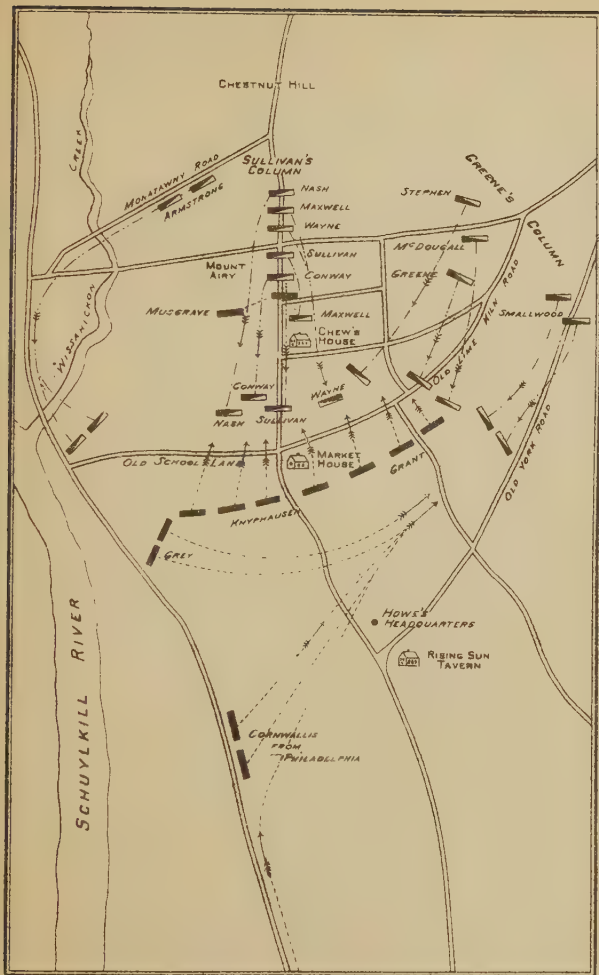 CHESTNUT HILL
CREEK
MONATAWNY ROAD
ARMSTRONG
SULLIVAN'S
COLUMN
NASH
MAXWELL
WAYNE
SULLIVAN
CONWAY
STEPHEN
GREENE'S
COLUMN
MCDOUGALL
GREENE
SMALLWOOD
MOUNT
AIRY
MUSGRAVE
MAXWELL
CHEW'S
HOUSE
WISSAHICKON
OLD LIME KILN ROAD
CONWAY
NASH
SULLIVAN
WAYNE
OLD SCHOOL LANE
MARKET
HOUSE
GRANT
OLD YORK ROAD
KNYPHAUSEN
GREY
HOWE'S
HEADQUARTERS
RISING SUN
TAVERN
SCHUYLKILL RIVER
CORNWALLIS
FROM
PHILADELPHIA